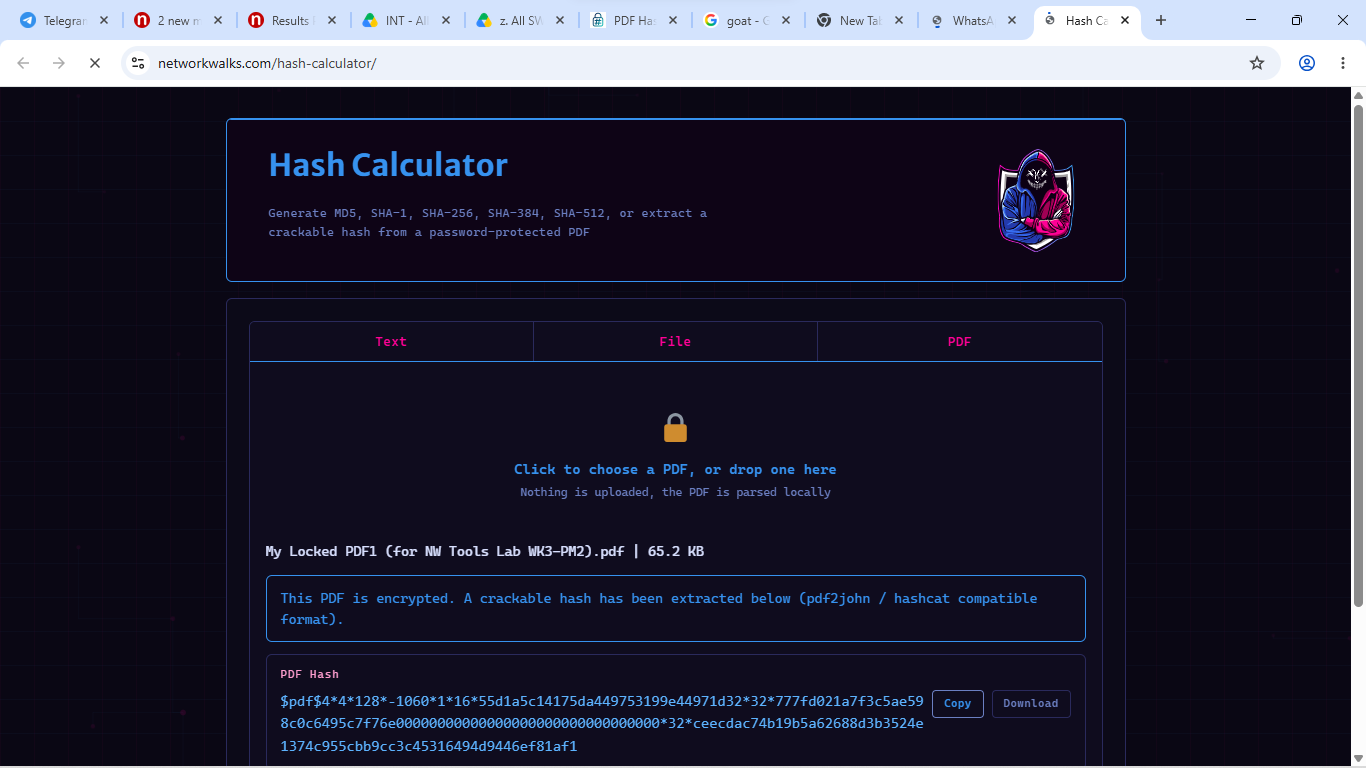 Telegram
2 new m
Results
INT - All
z. All SW
PDF Has
goat - G
New Tab
WhatsA
Hash Ca
networkwalks.com/hash-calculator/
Hash Calculator
Generate MD5, SHA-1, SHA-256, SHA-384, SHA-512, or extract a
crackable hash from a password-protected PDF
Text
File
PDF
Click to choose a PDF, or drop one here
Nothing is uploaded, the PDF is parsed locally
My Locked PDF1 (for NW Tools Lab WK3-PM2).pdf | 65.2 KB
This PDF is encrypted. A crackable hash has been extracted below (pdf2john / hashcat compatible
format).
PDF Hash
$pdf$4*4*128*-1060*1*16*55d1a5c14175da449753199e44971d32*32*777fd021a7f3c5ae59
8c0c6495c7f76e00000000000000000000000000000000*32*ceecdac74b19b5a62688d3b3524e
1374c955cbb9cc3c45316494d9446ef81af1
Copy
Download